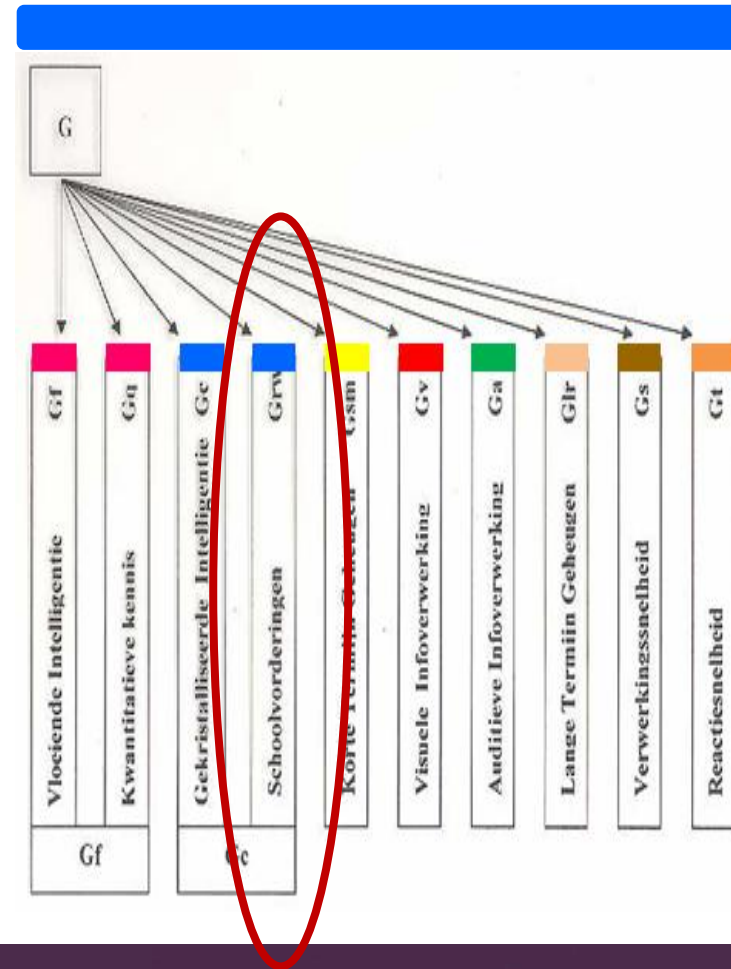 G
Gf Vloeiende Intelligentie
Gq Kwantitatieve kennis
Gc Gekristalliseerde Intelligentie
Grw Schoolvorderingen
Gsm Korte Termijn Geheugen
Gv Visuele Infoverwerking
Ga Auditieve Infoverwerking
Glr Lange Termijn Geheugen
Gs Verwerkingssnelheid
Gt Reactiesnelheid
Gf
Gc